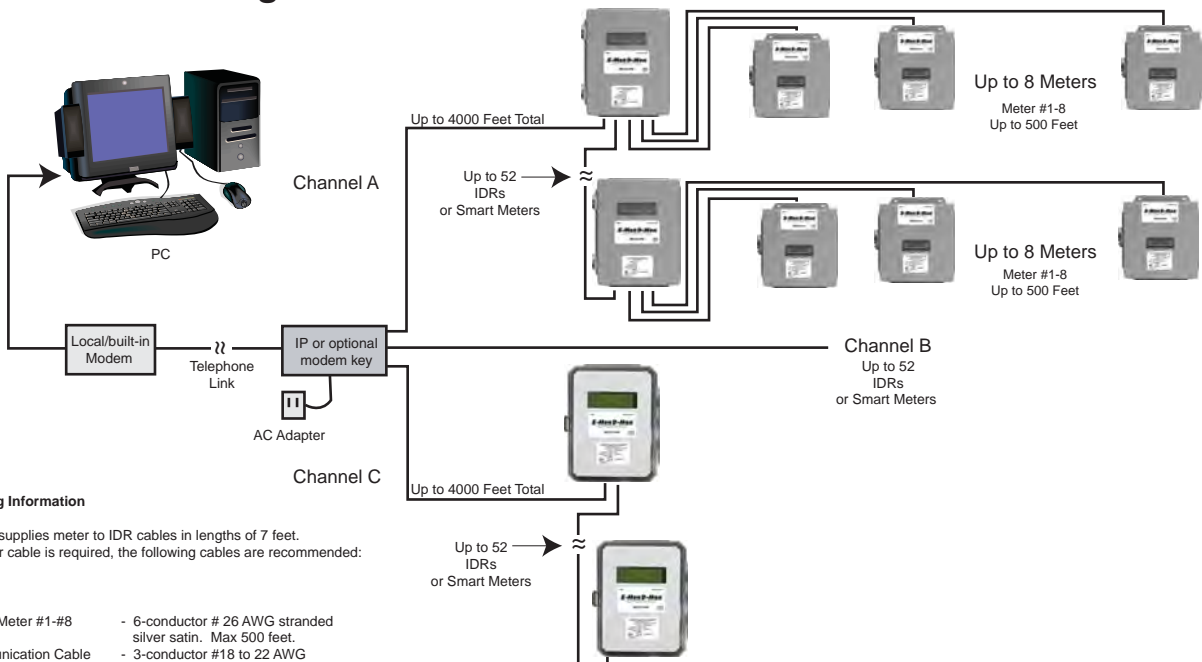 Up to 8 Meters
Meter #1-8
Up to 500 Feet
Up to 4000 Feet Total
Channel A
Up to 52
IDRs
or Smart Meters
PC
Up to 8 Meters
Meter #1-8
Up to 500 Feet
Local/built-in
Modem
Telephone
Link
IP or optional
modem key
AC Adapter
Channel B
Up to 52
IDRs
or Smart Meters
E-Mon D-Mon
Channel C
Up to 4000 Feet Total
Up to 52
IDRs
or Smart Meters
E-Mon D-Mon
g Information
supplies meter to IDR cables in lengths of 7 feet.
r cable is required, the following cables are recommended:
Meter #1-#8 - 6-conductor # 26 AWG stranded
silver satin. Max 500 feet.
unication Cable - 3-conductor #18 to 22 AWG